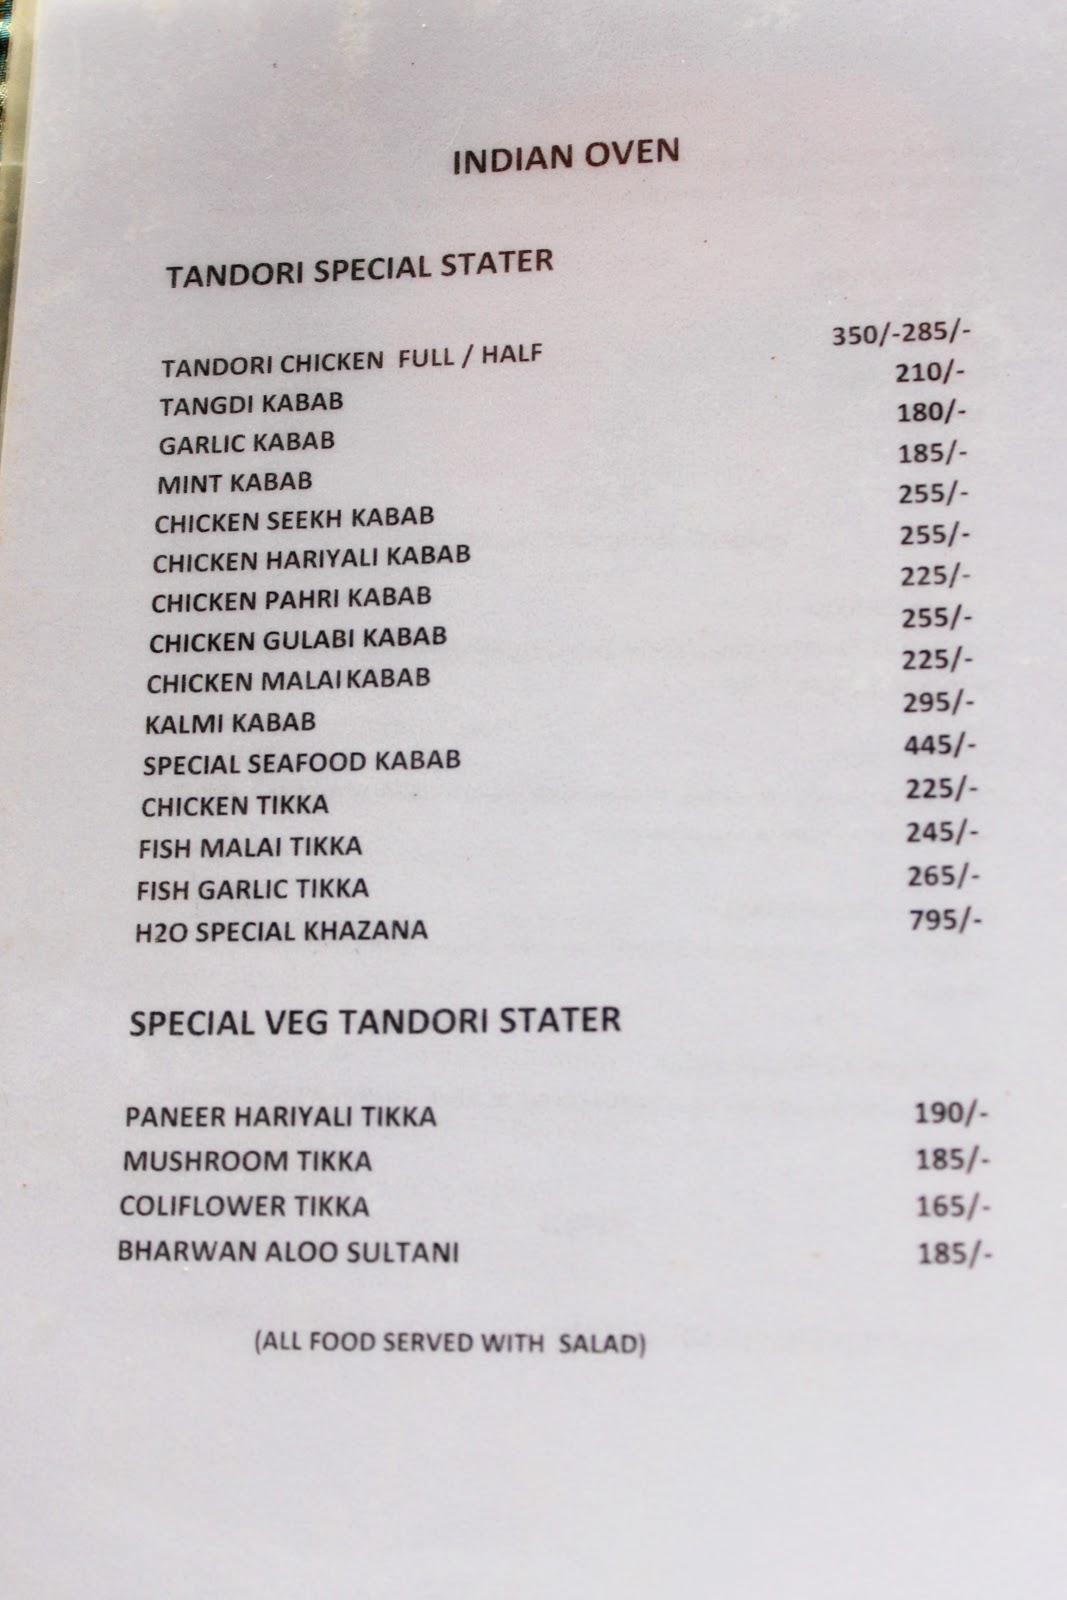 INDIAN OVEN
TANDORI SPECIAL STATER
TANDORI CHICKEN FULL / HALF 350/-285/-
TANGDI KABAB 210/-
GARLIC KABAB 180/-
MINT KABAB 185/-
CHICKEN SEEKH KABAB 255/-
CHICKEN HARIYALI KABAB 255/-
CHICKEN PAHRI KABAB 225/-
CHICKEN GULABI KABAB 255/-
CHICKEN MALAI KABAB 225/-
KALMI KABAB 295/-
SPECIAL SEAFOOD KABAB 445/-
CHICKEN TIKKA 225/-
FISH MALAI TIKKA 245/-
FISH GARLIC TIKKA 265/-
H2O SPECIAL KHAZANA 795/-
SPECIAL VEG TANDORI STATER
PANEER HARIYALI TIKKA 190/-
MUSHROOM TIKKA 185/-
COLIFLOWER TIKKA 165/-
BHARWAN ALOO SULTANI 185/-
(ALL FOOD SERVED WITH SALAD)